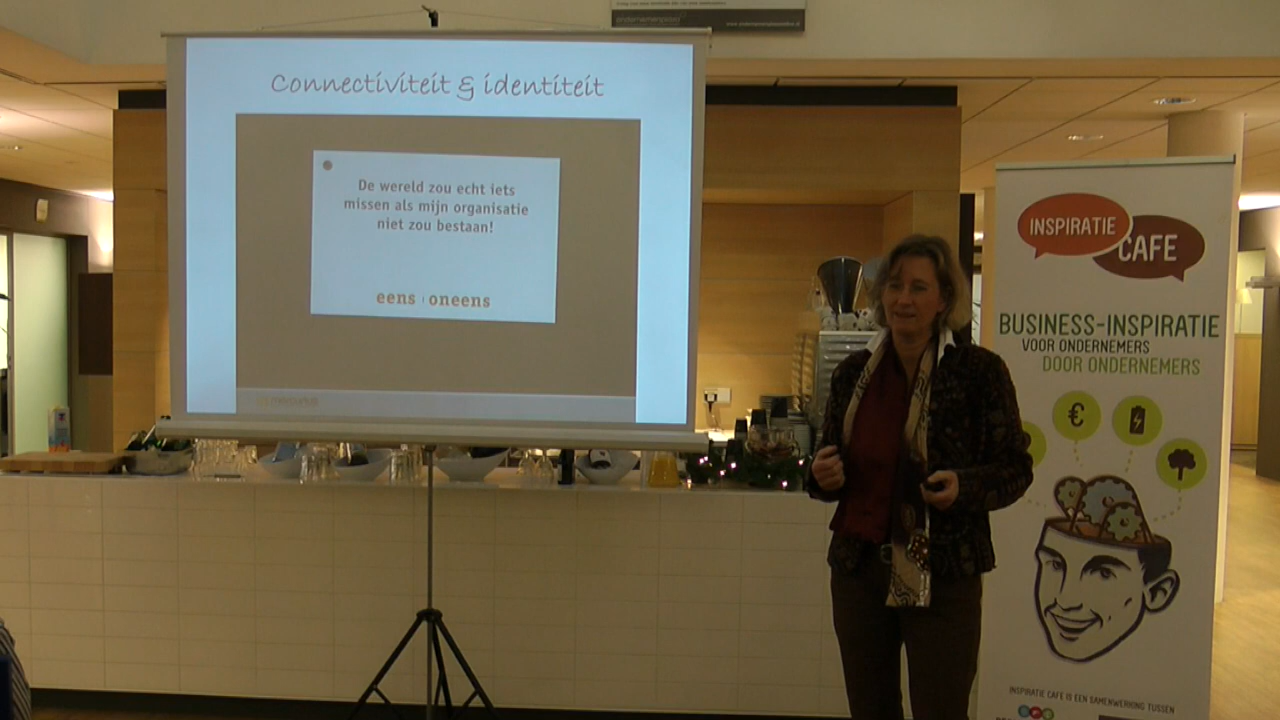 Connectiviteit & identiteit
De wereld zou echt iets
missen als mijn organisatie
niet zou bestaan!
eens oneens
INSPIRATIE
CAFE
BUSINESS-INSPIRATIE
VOOR ONDERNEMERS
DOOR ONDERNEMERS
€
INSPIRATIE CAFE IS EEN SAMENWERKING TUSSEN